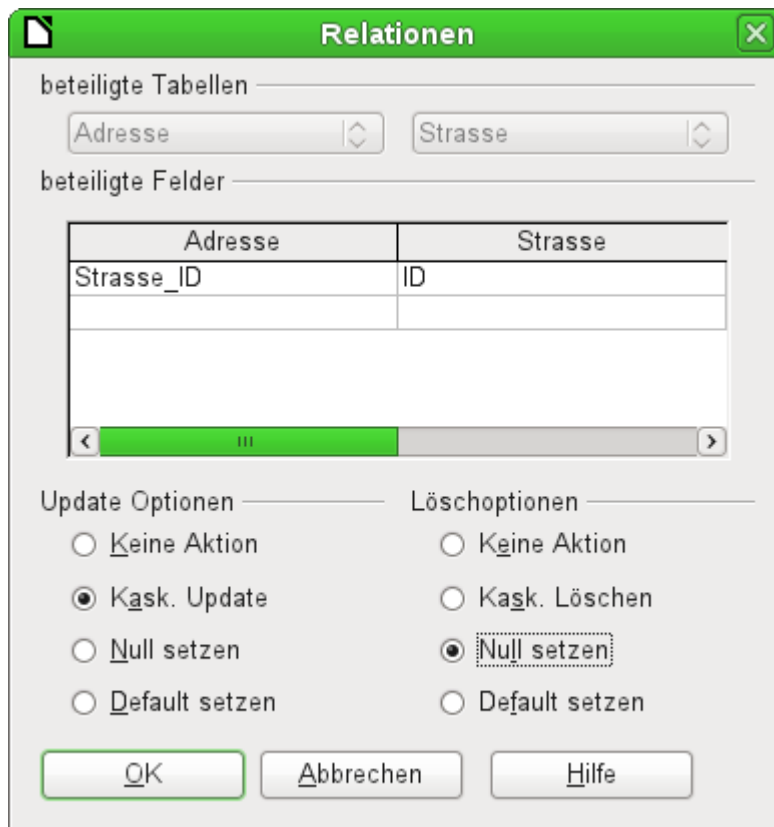 Relationen
beteiligte Tabellen
Adresse Strasse
beteiligte Felder
Adresse Strasse
Strasse_ID ID
Update Optionen Löschoptionen
Keine Aktion Keine Aktion
Kask. Update Kask. Löschen
Null setzen Null setzen
Default setzen Default setzen
OK Abbrechen Hilfe